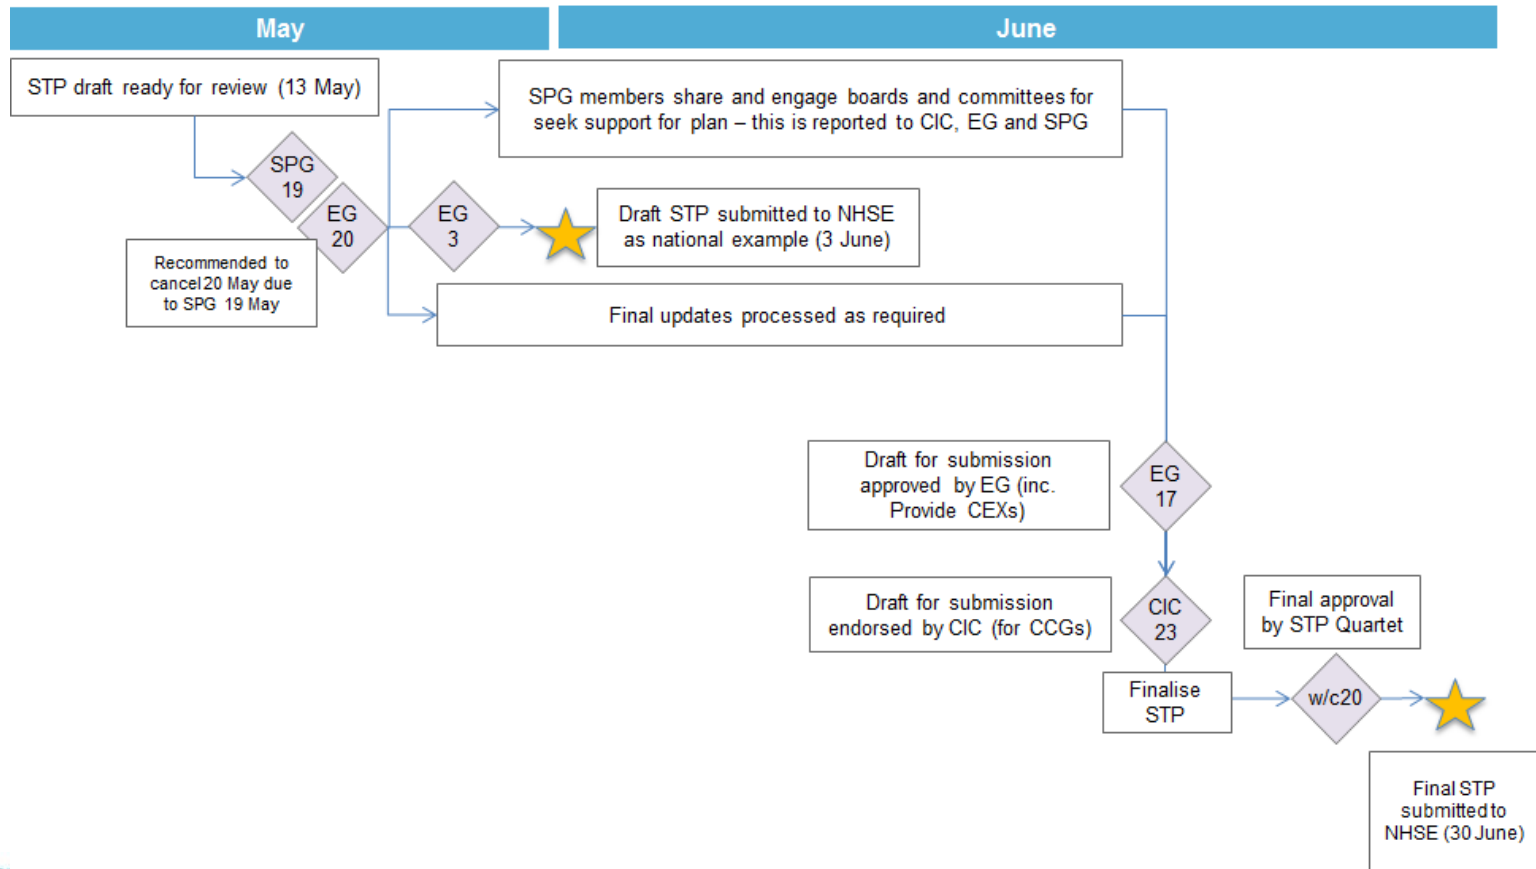 May
June
STP draft ready for review (13 May)
SPG members share and engage boards and committees for
seek support for plan – this is reported to CIC, EG and SPG
SPG
19
EG
20
EG
3
Draft STP submitted to NHSE
as national example (3 June)
Recommended to
cancel 20 May due
to SPG 19 May
Final updates processed as required
Draft for submission
approved by EG (inc.
Provide CEXs)
EG
17
Draft for submission
endorsed by CIC (for CCGs)
CIC
23
Final approval
by STP Quartet
Finalise
STP
w/c20
Final STP
submitted to
NHSE (30 June)